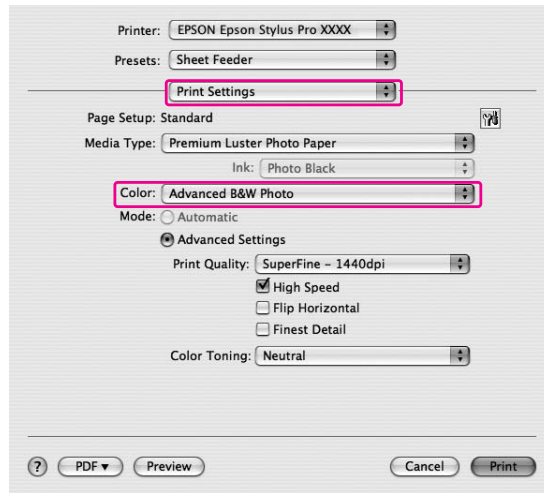 Printer: EPSON Epson Stylus Pro XXXX
Presets: Sheet Feeder
Print Settings
Page Setup: Standard
Media Type: Premium Luster Photo Paper
Ink: Photo Black
Color: Advanced B&W Photo
Mode: Automatic
Advanced Settings
Print Quality: SuperFine – 1440dpi
High Speed
Flip Horizontal
Finest Detail
Color Toning: Neutral
? PDF Preview Cancel Print